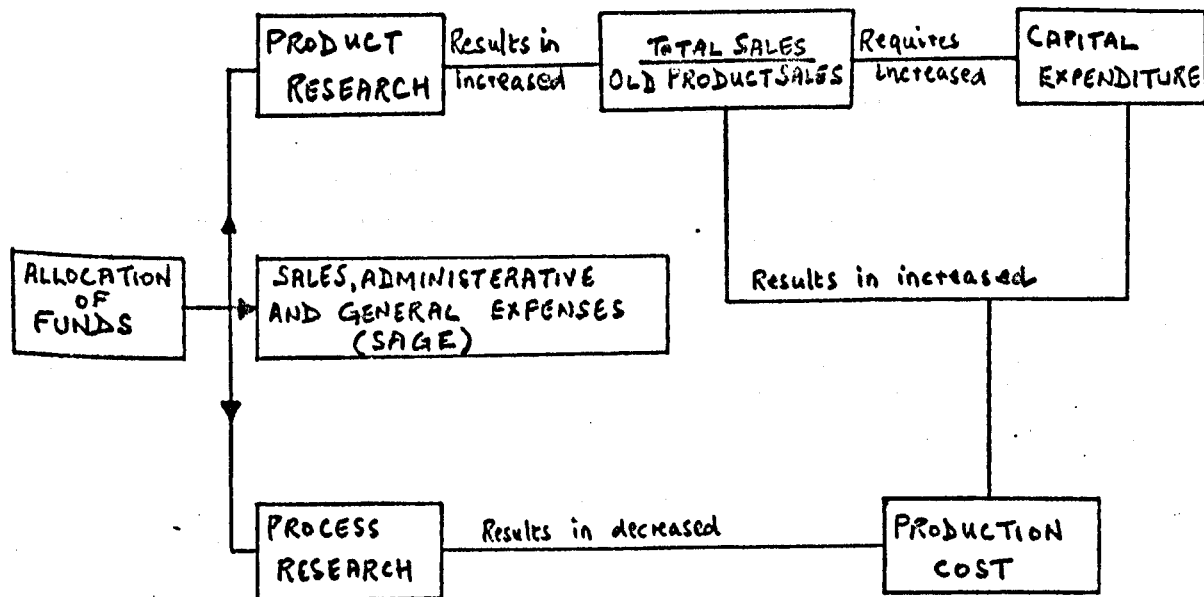 PRODUCT
RESEARCH
Results in
increased
TOTAL SALES
OLD PRODUCT SALES
Requires
increased
CAPITAL
EXPENDITURE
ALLOCATION
OF
FUNDS
SALES, ADMINISTERATIVE
AND GENERAL EXPENSES
(SAGE)
Results in increased
PROCESS
RESEARCH
Results in decreased
PRODUCTION
COST